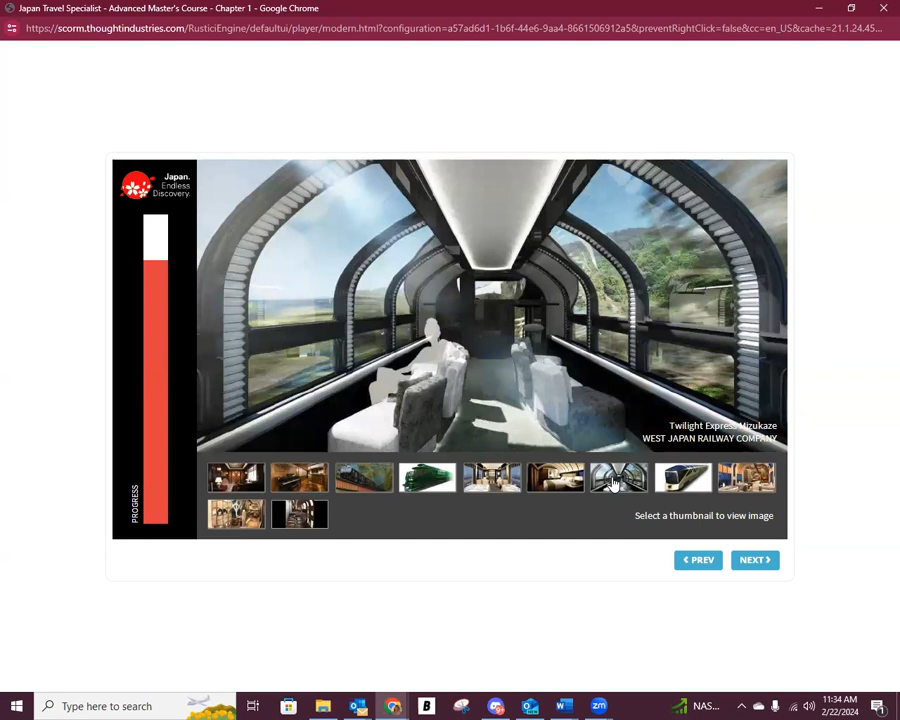 Japan Travel Specialist - Advanced Master's Course - Chapter 1 - Google Chrome
https://scorm.thoughtindustries.com/RusticiEngine/defaultui/player/modern.html?configuration=a57ad6d1-1b6f-44e6-9aa4-8661506912a5&preventRightClick=false&cc=en_US&cache=21.1.24.45...
Japan.
Endless
Discovery.
PROGRESS
Twilight Express Mizukaze
WEST JAPAN RAILWAY COMPANY
Select a thumbnail to view image
PREV
NEXT
Type here to search
B
W
zm
NAS...
11:34 AM
2/22/2024